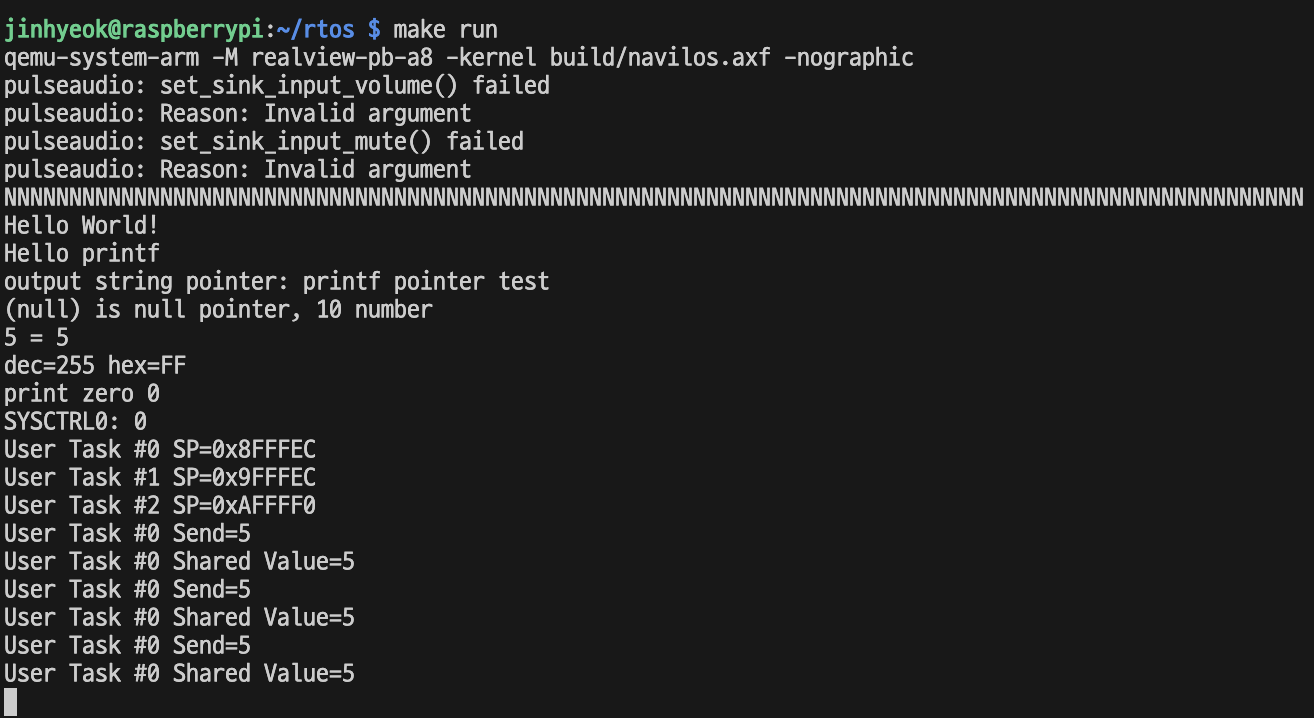 jinhyeok@raspberrypi:~/rtos $ make run
qemu-system-arm -M realview-pb-a8 -kernel build/navilos.axf -nographic
pulseaudio: set_sink_input_volume() failed
pulseaudio: Reason: Invalid argument
pulseaudio: set_sink_input_mute() failed
pulseaudio: Reason: Invalid argument
NNNNNNNNNNNNNNNNNNNNNNNNNNNNNNNNNNNNNNNNNNNNNNNNNNNNNNNNNNNNNNNNNNNNNNNNNNNNNNNNNNNNNNNNNNNNNNNNNNNN
Hello World!
Hello printf
output string pointer: printf pointer test
(null) is null pointer, 10 number
5 = 5
dec=255 hex=FF
print zero 0
SYSCTRL0: 0
User Task #0 SP=0x8FFFEC
User Task #1 SP=0x9FFFEC
User Task #2 SP=0xAFFFF0
User Task #0 Send=5
User Task #0 Shared Value=5
User Task #0 Send=5
User Task #0 Shared Value=5
User Task #0 Send=5
User Task #0 Shared Value=5